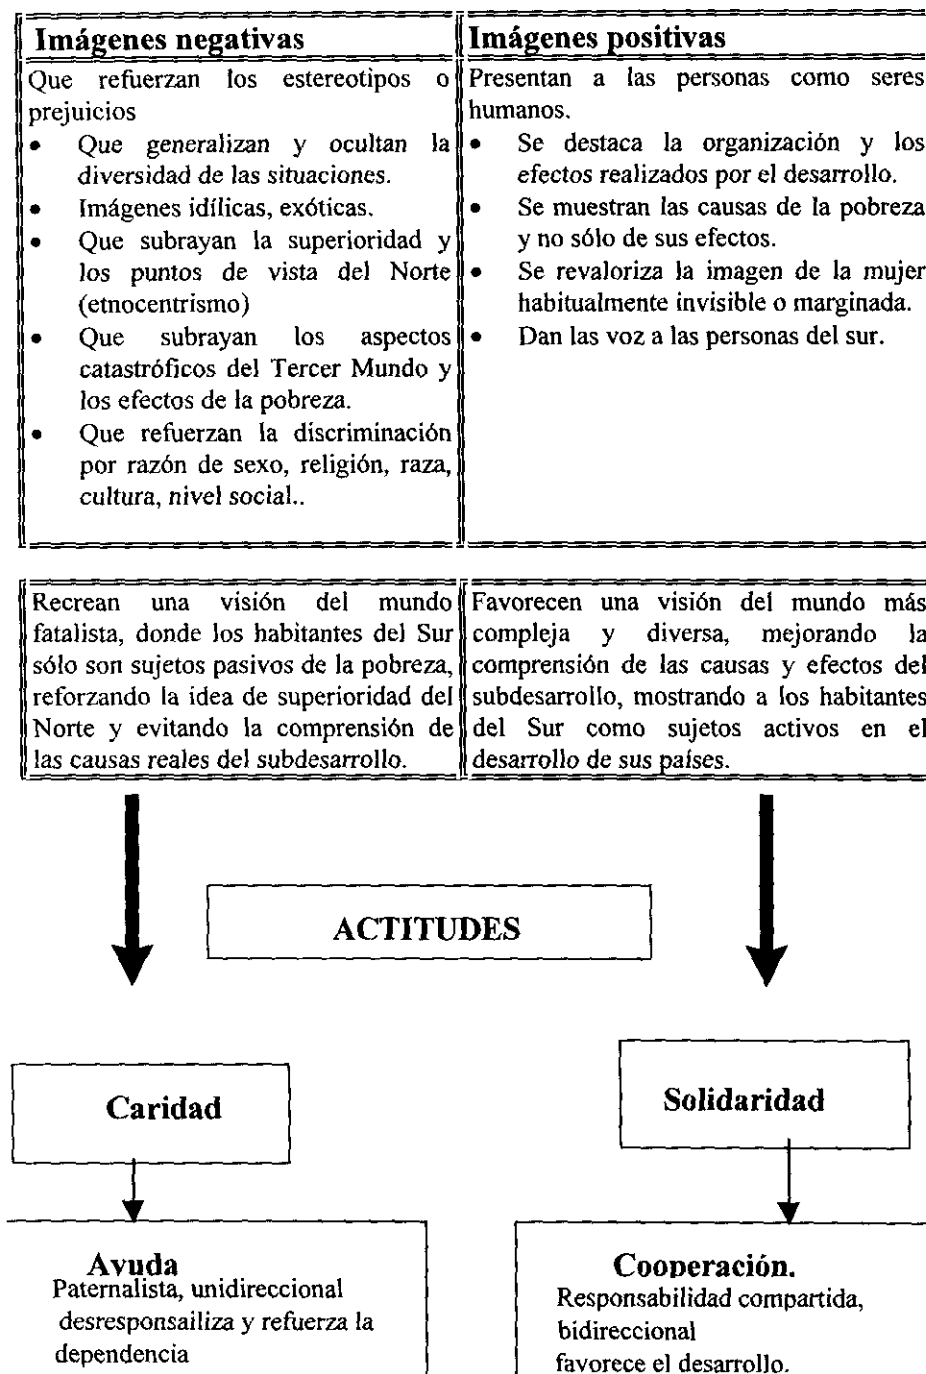 Imágenes negativas
Que refuerzan los estereotipos o
prejuicios
• Que generalizan y ocultan la
diversidad de las situaciones.
• Imágenes idílicas, exóticas.
• Que subrayan la superioridad y
los puntos de vista del Norte
(etnocentrismo)
• Que subrayan los aspectos
catastróficos del Tercer Mundo y
los efectos de la pobreza.
• Que refuerzan la discriminación
por razón de sexo, religión, raza,
cultura, nivel social..
Imágenes positivas
Presentan a las personas como seres
humanos.
• Se destaca la organización y los
efectos realizados por el desarrollo.
• Se muestran las causas de la pobreza
y no sólo de sus efectos.
• Se revaloriza la imagen de la mujer
habitualmente invisible o marginada.
• Dan las voz a las personas del sur.
Recrean una visión del mundo
fatalista, donde los habitantes del Sur
sólo son sujetos pasivos de la pobreza,
reforzando la idea de superioridad del
Norte y evitando la comprensión de
las causas reales del subdesarrollo.
Favorecen una visión del mundo más
compleja y diversa, mejorando la
comprensión de las causas y efectos del
subdesarrollo, mostrando a los habitantes
del Sur como sujetos activos en el
desarrollo de sus países.
ACTITUDES
Caridad
Solidaridad
Ayuda
Paternalista, unidireccional
desresponsailiza y refuerza la
dependencia
Cooperación.
Responsabilidad compartida,
bidireccional
favorece el desarrollo.